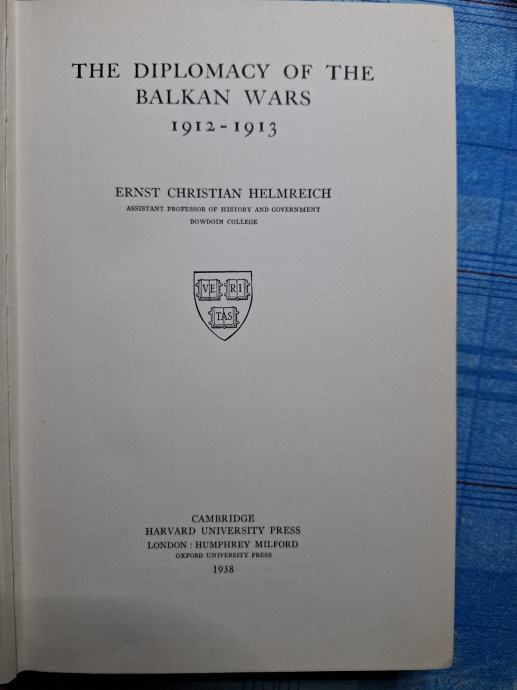 THE DIPLOMACY OF THE
BALKAN WARS
1912-1913
ERNST CHRISTIAN HELMREICH
ASSISTANT PROFESSOR OF HISTORY AND GOVERNMENT
BOWDOIN COLLEGE
VE RI
TAS
CAMBRIDGE
HARVARD UNIVERSITY PRESS
LONDON : HUMPHREY MILFORD
OXFORD UNIVERSITY PRESS
1938